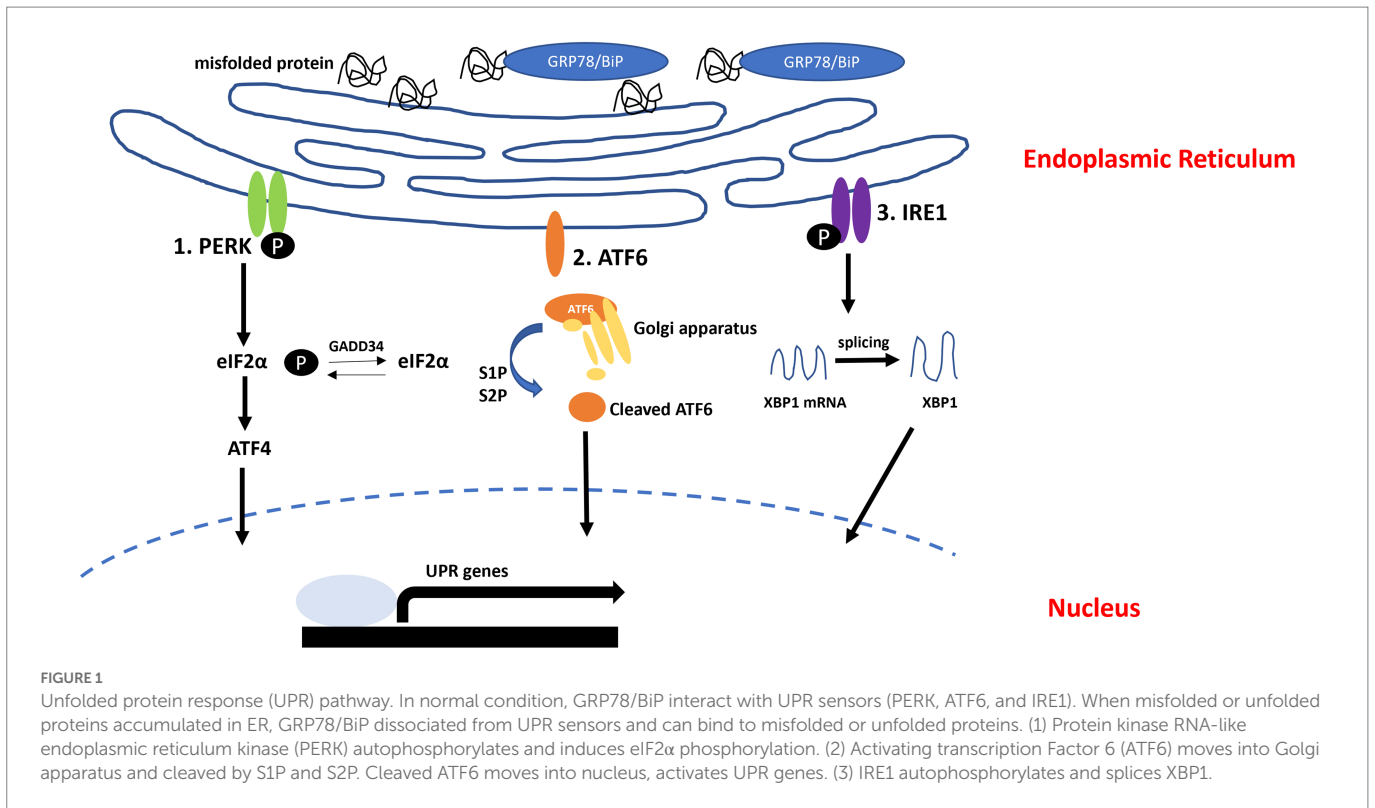 misfolded protein
GRP78/BiP
GRP78/BiP
Endoplasmic Reticulum
1. PERK
P
2. ATF6
P
3. IRE1
ATF6
Golgi apparatus
eIF2α
P
GADD34
eIF2α
S1P
S2P
Cleaved ATF6
splicing
XBP1 mRNA
XBP1
ATF4
UPR genes
Nucleus
FIGURE 1
Unfolded protein response (UPR) pathway. In normal condition, GRP78/BiP interact with UPR sensors (PERK, ATF6, and IRE1). When misfolded or unfolded
proteins accumulated in ER, GRP78/BiP dissociated from UPR sensors and can bind to misfolded or unfolded proteins. (1) Protein kinase RNA-like
endoplasmic reticulum kinase (PERK) autophosphorylates and induces eIF2α phosphorylation. (2) Activating transcription Factor 6 (ATF6) moves into Golgi
apparatus and cleaved by S1P and S2P. Cleaved ATF6 moves into nucleus, activates UPR genes. (3) IRE1 autophosphorylates and splices XBP1.